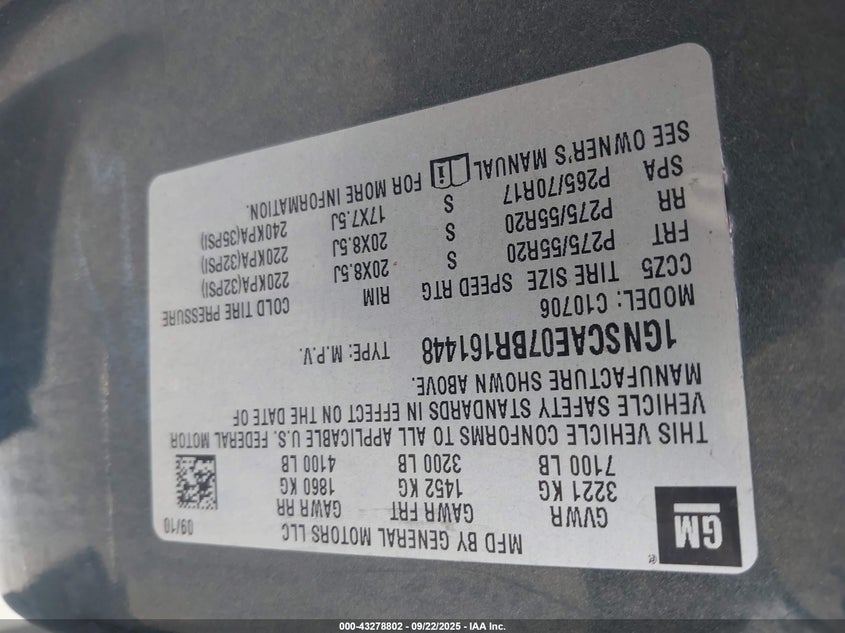 GM
®
MFD BY GENERAL MOTORS LLC 09/10
GVWR GAWR FRT GAWR RR
3221 KG 1452 KG 1860 KG
7100 LB 3200 LB 4100 LB
THIS VEHICLE CONFORMS TO ALL APPLICABLE U.S. FEDERAL MOTOR
VEHICLE SAFETY STANDARDS IN EFFECT ON THE DATE OF
MANUFACTURE SHOWN ABOVE.
1GNSCAE07BR161448 TYPE: M.P.V.
MODEL: C10706
CCZ5 TIRE SIZE SPEED RTG RIM COLD TIRE PRESSURE
FRT P275/55R20 S 20X8.5J 220KPA(32PSI)
RR P275/55R20 S 20X8.5J 220KPA(32PSI)
SPA P265/70R17 S 17X7.5J 240KPA(35PSI)
SEE OWNER'S MANUAL i FOR MORE INFORMATION.
000-43278802 - 09/22/2025 - IAA Inc.